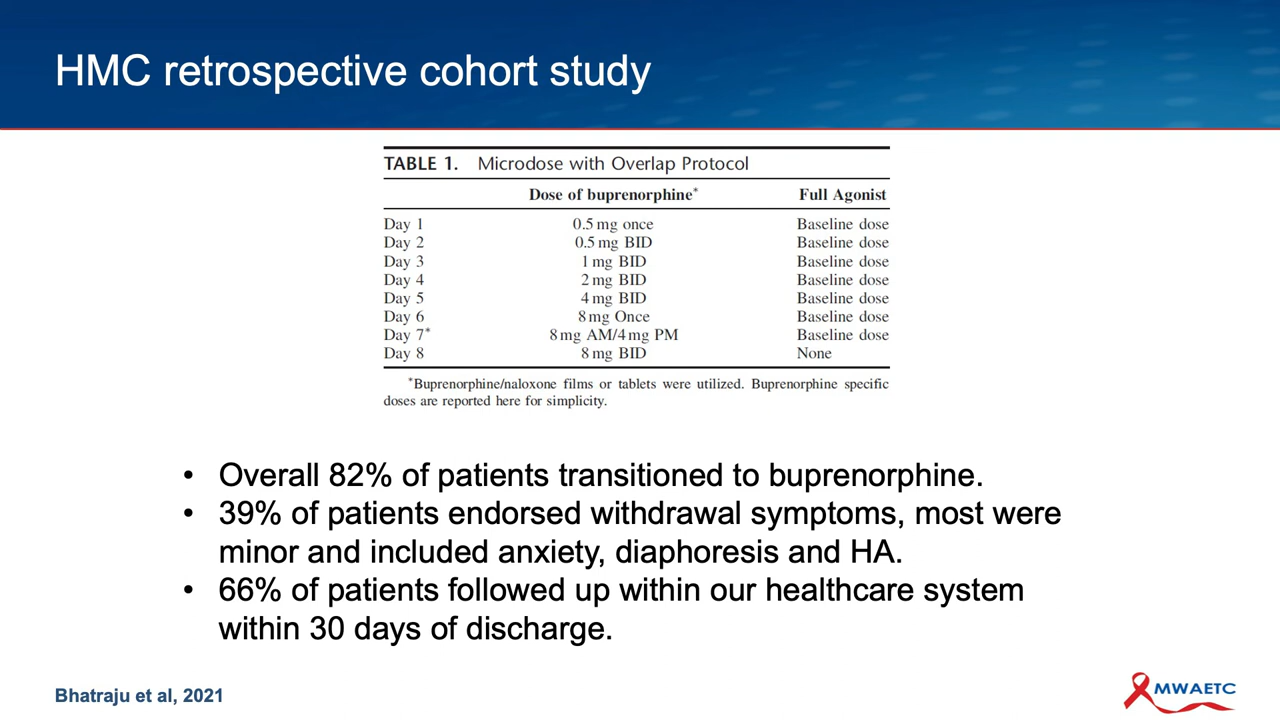 HMC retrospective cohort study
TABLE 1. Microdose with Overlap Protocol
Dose of buprenorphine* Full Agonist
Day 1 0.5 mg once Baseline dose
Day 2 0.5 mg BID Baseline dose
Day 3 1 mg BID Baseline dose
Day 4 2 mg BID Baseline dose
Day 5 4 mg BID Baseline dose
Day 6 8 mg Once Baseline dose
Day 7* 8 mg AM/4 mg PM Baseline dose
Day 8 8 mg BID None
*Buprenorphine/naloxone films or tablets were utilized. Buprenorphine specific
doses are reported here for simplicity.
• Overall 82% of patients transitioned to buprenorphine.
• 39% of patients endorsed withdrawal symptoms, most were
minor and included anxiety, diaphoresis and HA.
• 66% of patients followed up within our healthcare system
within 30 days of discharge.
Bhatraju et al, 2021
MWAETC